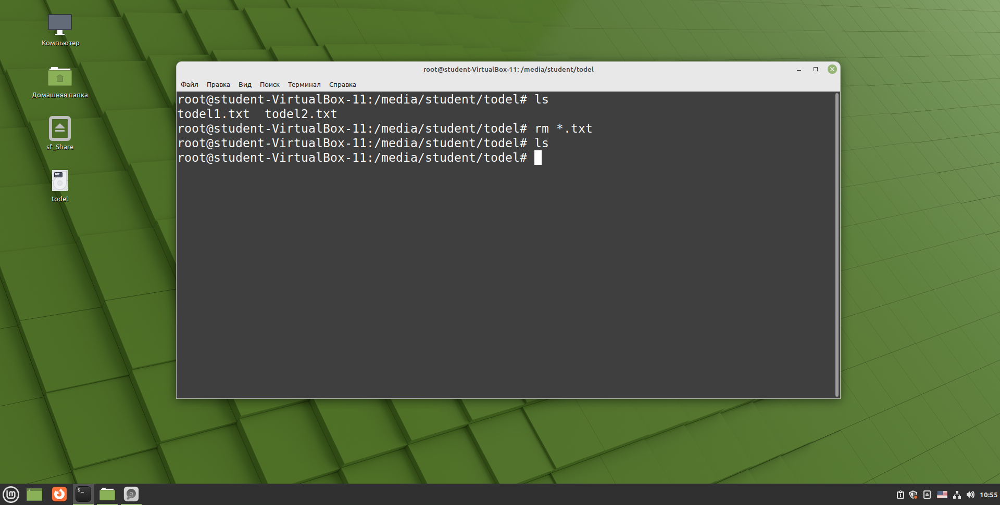 Компьютер
Домашняя папка
sf_Share
todel
root@student-VirtualBox-11: /media/student/todel
Файл Правка Вид Поиск Терминал Справка
root@student-VirtualBox-11:/media/student/todel# ls
todel1.txt  todel2.txt
root@student-VirtualBox-11:/media/student/todel# rm *.txt
root@student-VirtualBox-11:/media/student/todel# ls
root@student-VirtualBox-11:/media/student/todel#
$_
lm
10:55